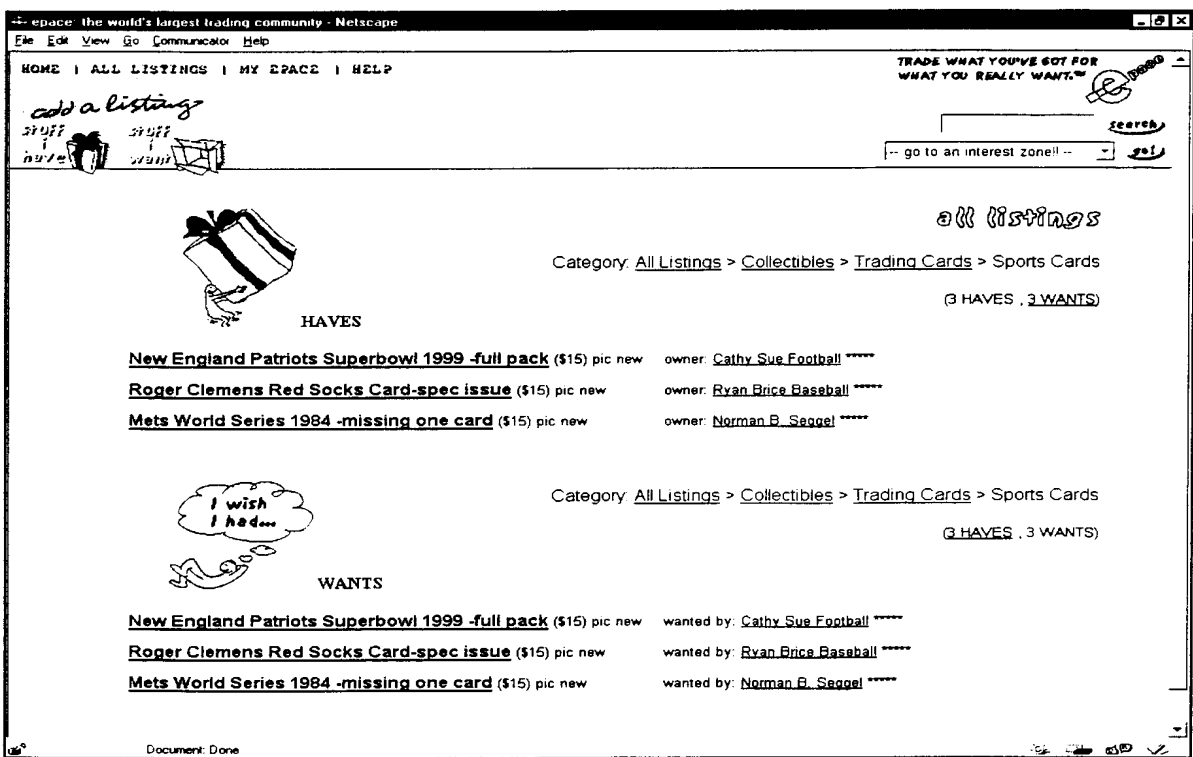 epace: the world's largest trading community - Netscape
File Edit View Go Communicator Help
HOME | ALL LISTINGS | MY EPACE | HELP
TRADE WHAT YOU'VE GOT FOR
WHAT YOU REALLY WANT.™
epace
add a listing
stuff i have
stuff i want
search
-- go to an interest zone!! --
go!
all listings
Category: All Listings > Collectibles > Trading Cards > Sports Cards
(3 HAVES , 3 WANTS)
HAVES
New England Patriots Superbowl 1999 -full pack ($15) pic new owner: Cathy Sue Football *****
Roger Clemens Red Socks Card-spec issue ($15) pic new owner: Ryan Brice Baseball *****
Mets World Series 1984 -missing one card ($15) pic new owner: Norman B. Seggel *****
I wish
I had...
Category: All Listings > Collectibles > Trading Cards > Sports Cards
(3 HAVES , 3 WANTS)
WANTS
New England Patriots Superbowl 1999 -full pack ($15) pic new wanted by: Cathy Sue Football *****
Roger Clemens Red Socks Card-spec issue ($15) pic new wanted by: Ryan Brice Baseball *****
Mets World Series 1984 -missing one card ($15) pic new wanted by: Norman B. Seggel *****
Document: Done